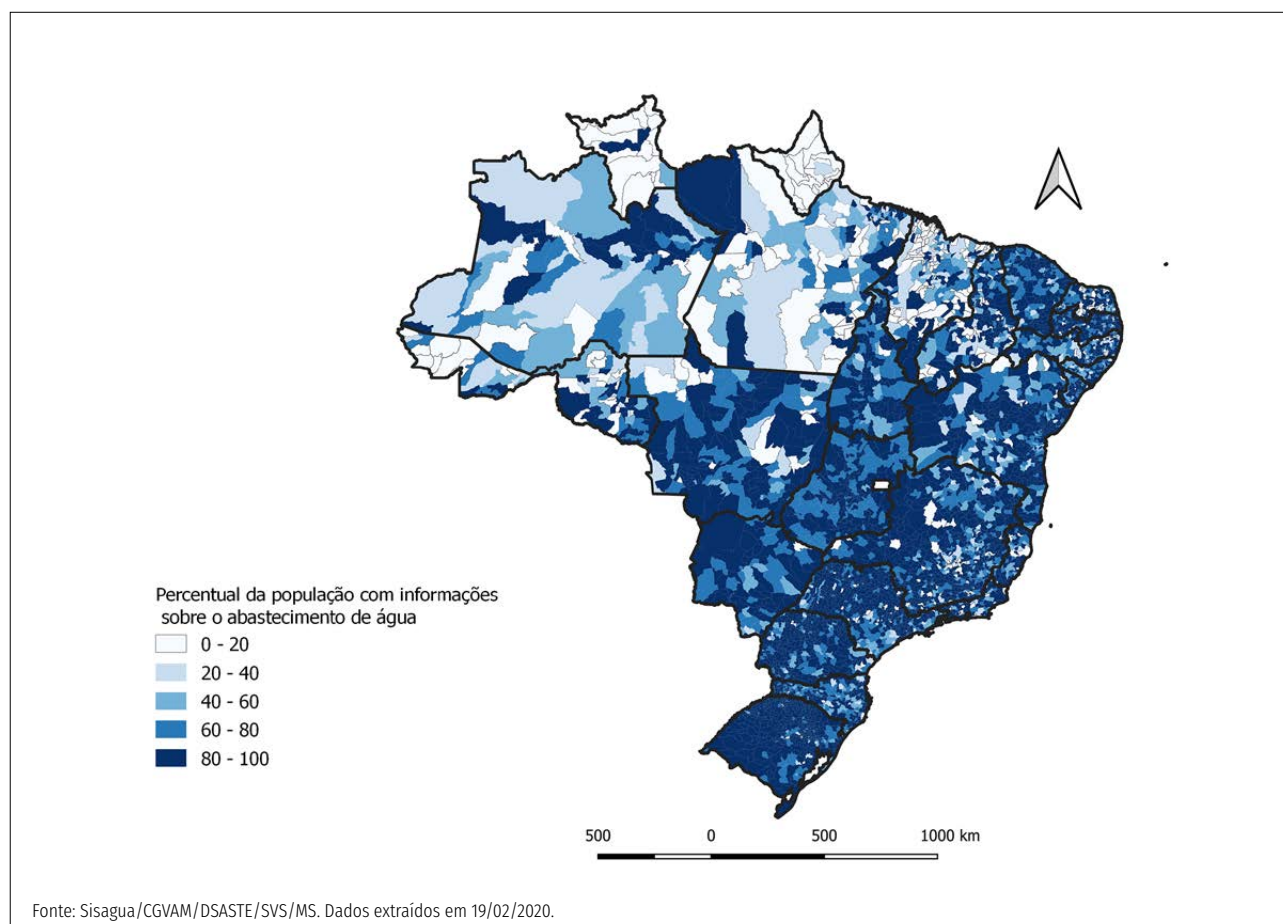 Percentual da população com informações
sobre o abastecimento de água
0 - 20
20 - 40
40 - 60
60 - 80
80 - 100
500 0 500 1000 km
Fonte: Sisagua/CGVAM/DSASTE/SVS/MS. Dados extraídos em 19/02/2020.